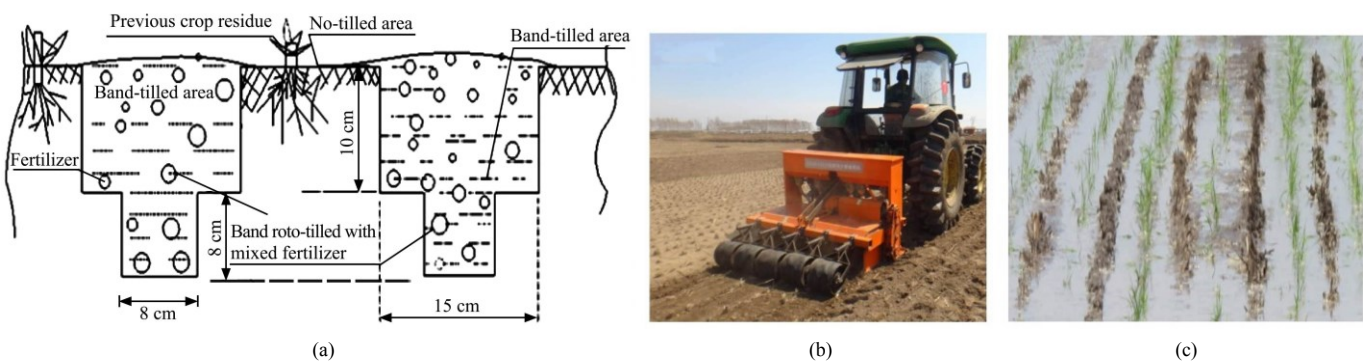 Previous crop residue
No-tilled area
Band-tilled area
Band-tilled area
10 cm
Fertilizer
8 cm
Band roto-tilled with
mixed fertilizer
8 cm
15 cm
(a)
(b)
(c)